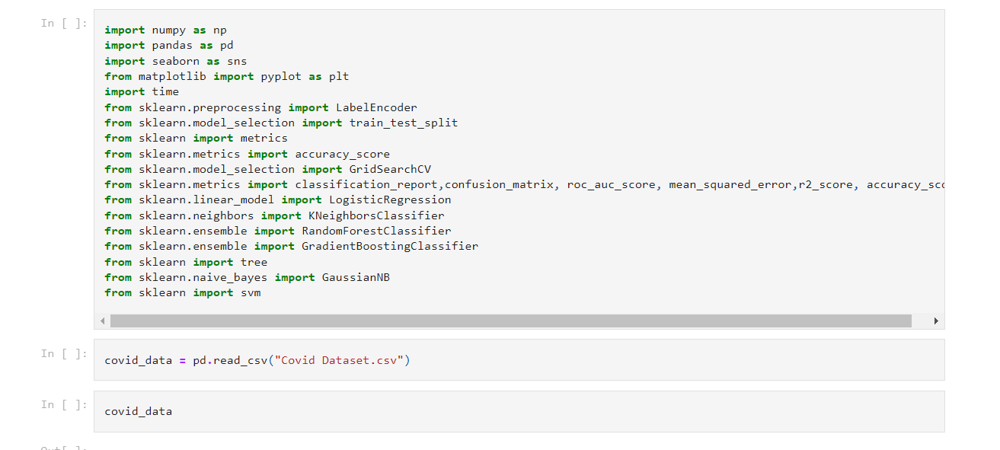 In [ ]:
import numpy as np
import pandas as pd
import seaborn as sns
from matplotlib import pyplot as plt
import time
from sklearn.preprocessing import LabelEncoder
from sklearn.model_selection import train_test_split
from sklearn import metrics
from sklearn.metrics import accuracy_score
from sklearn.model_selection import GridSearchCV
from sklearn.metrics import classification_report,confusion_matrix, roc_auc_score, mean_squared_error,r2_score,
from sklearn.linear_model import LogisticRegression
from sklearn.neighbors import KNeighborsClassifier
from sklearn.ensemble import RandomForestClassifier
from sklearn.ensemble import GradientBoostingClassifier
from sklearn import tree
from sklearn.naive_bayes import GaussianNB
from sklearn import svm
In [ ]:
covid_data = pd.read_csv("Covid Dataset.csv")
In [ ]:
covid_data